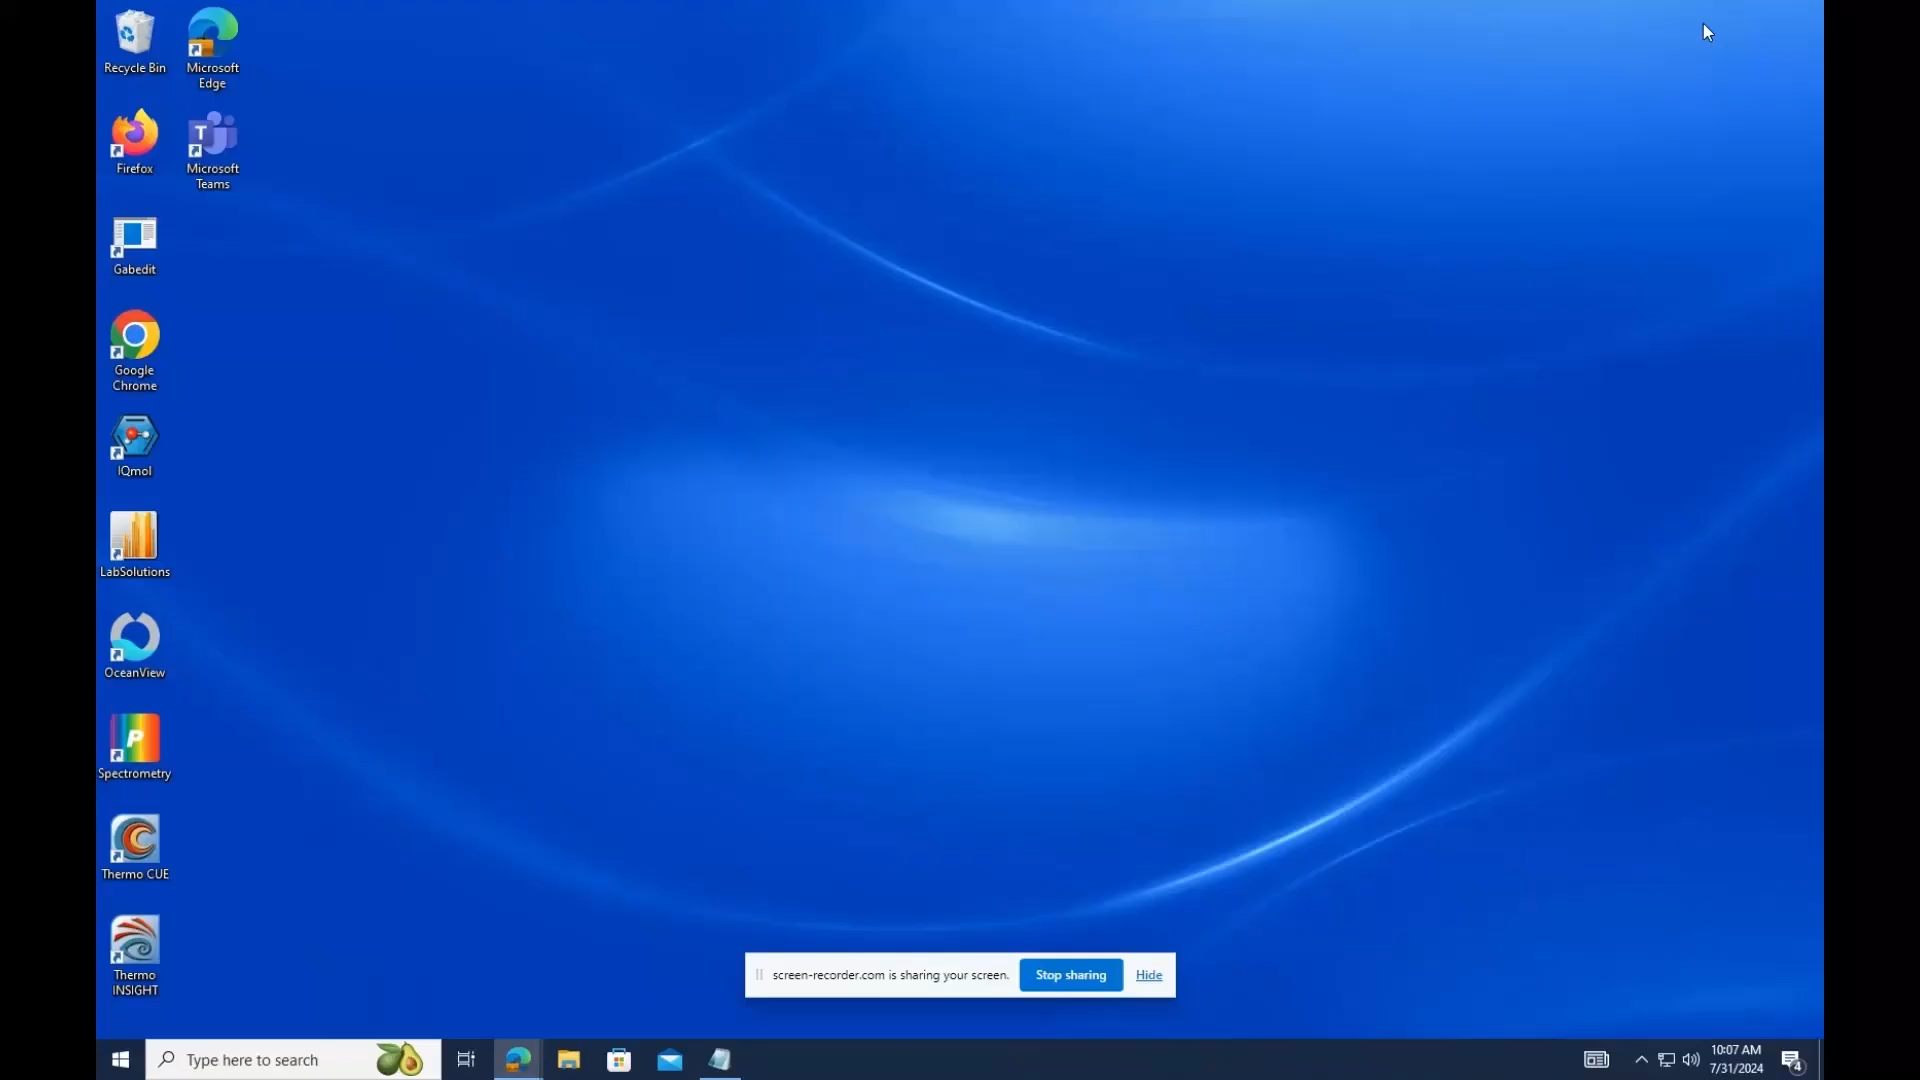 Recycle Bin
Microsoft
Edge
Firefox
T
Microsoft
Teams
Gabedit
Google
Chrome
IQmol
LabSolutions
OceanView
P
Spectrometry
Thermo CUE
Thermo
INSIGHT
screen-recorder.com is sharing your screen.
Stop sharing
Hide
Type here to search
10:07 AM
7/31/2024
4